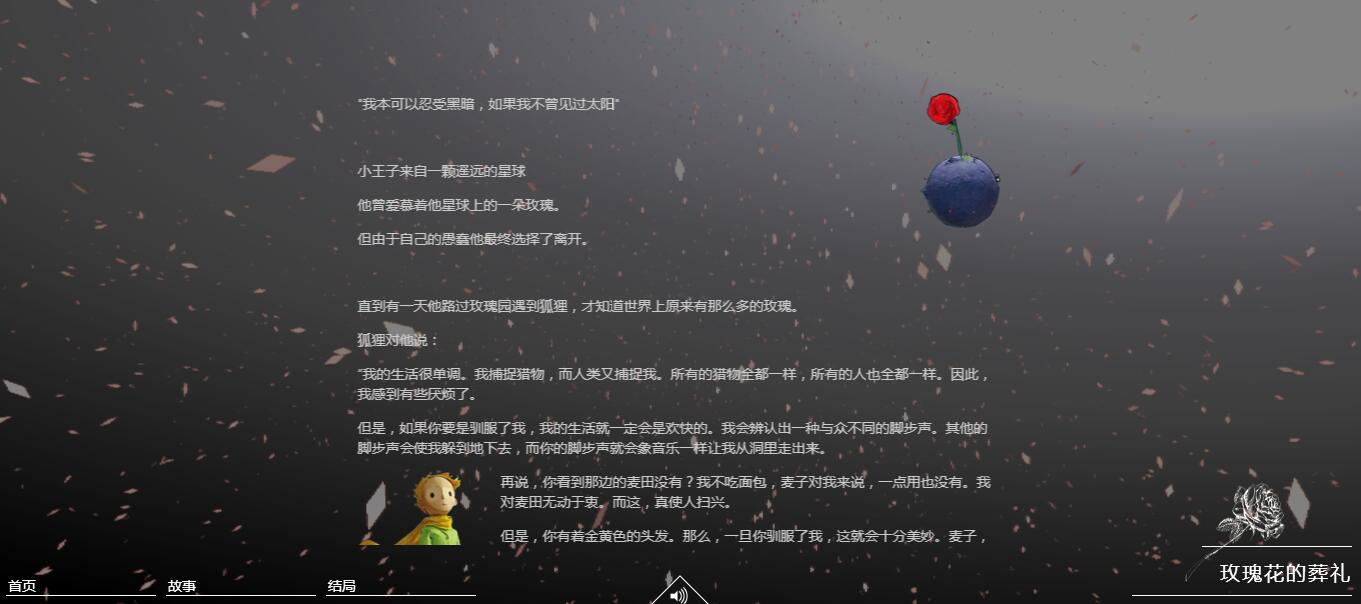 "我本可以忍受黑暗，如果我不曾见过太阳"
小王子来自一颗遥远的星球
他曾爱慕着他星球上的一朵玫瑰。
但由于自己的愚蠢他最终选择了离开。
直到有一天他路过玫瑰园遇到狐狸，才知道世界上原来有那么多的玫瑰。
狐狸对他说：
"我的生活很单调。我捕捉猎物，而人类又捕捉我。所有的猎物全都一样，所有的人也全都一样。因此，
我感到有些厌烦了。
但是，如果你要是驯服了我，我的生活就一定会是欢快的。我会辨认出一种与众不同的脚步声。其他的
脚步声会使我躲到地下去，而你的脚步声就会象音乐一样让我从洞里走出来。
再说，你看到那边的麦田没有？我不吃面包，麦子对我来说，一点用也没有。我
对麦田无动于衷。而这，真使人扫兴。
但是，你有着金黄色的头发。那么，一旦你驯服了我，这就会十分美妙。麦子，
首页
故事
结局
玫瑰花的葬礼